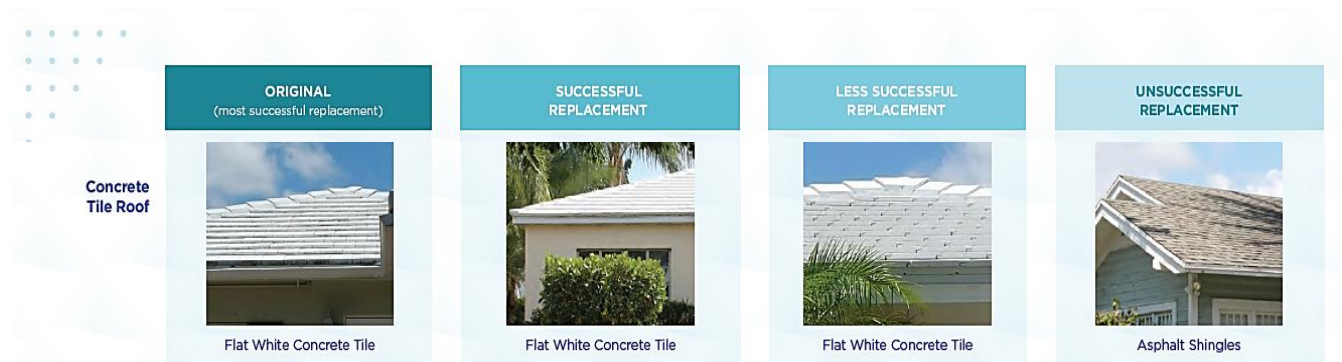 ORIGINAL
(most successful replacement)
SUCCESSFUL
REPLACEMENT
LESS SUCCESSFUL
REPLACEMENT
UNSUCCESSFUL
REPLACEMENT
Concrete
Tile Roof
Flat White Concrete Tile
Flat White Concrete Tile
Flat White Concrete Tile
Asphalt Shingles